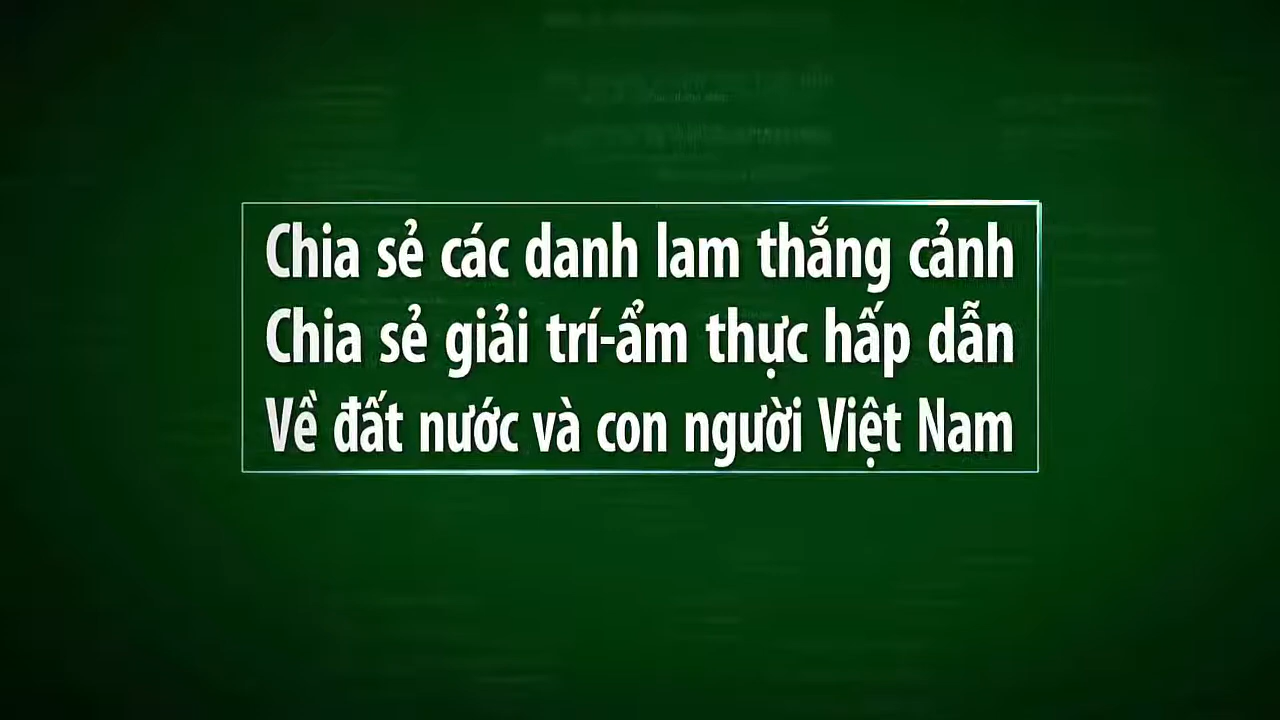 Chia sẻ các danh lam thắng cảnh
Chia sẻ giải trí-ẩm thực hấp dẫn
Về đất nước và con người Việt Nam